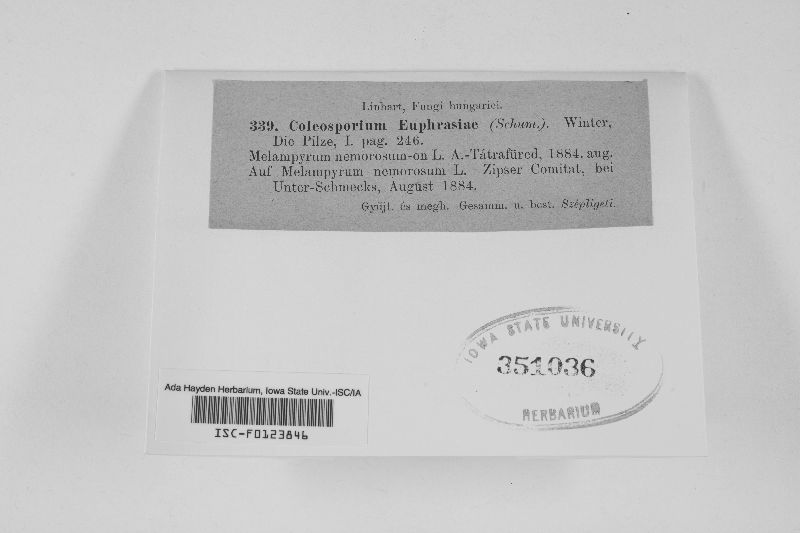 Linhart, Fungi hungarici.
339. Coleosporium Euphrasiae (Schum.). Winter,
Die Pilze, I. pag. 246.
Melampyrum nemorosum-on L. A.-Tátrafüred, 1884. aug.
Auf Melampyrum nemorosum L. Zipser Comitat, bei
Unter-Schmecks, August 1884.
Gyüjt. és megh. Gesamm. u. best. Szépligeti.
IOWA STATE UNIVERSITY
351036
HERBARIUM
Ada Hayden Herbarium, Iowa State Univ.-ISC/IA
ISC-F0123846